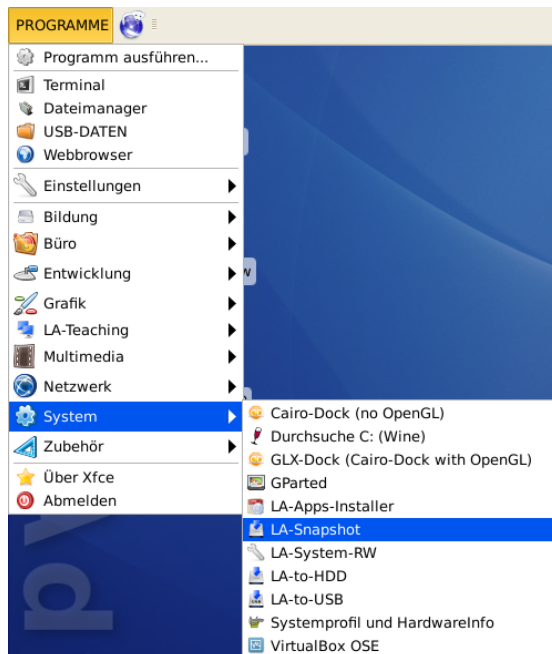 PROGRAMME
Programm ausführen...
Terminal
Dateimanager
USB-DATEN
Webbrowser
Einstellungen
Bildung
Büro
Entwicklung
Grafik
LA-Teaching
Multimedia
Netzwerk
System
Zubehör
Über Xfce
Abmelden
Cairo-Dock (no OpenGL)
Durchsuche C: (Wine)
GLX-Dock (Cairo-Dock with OpenGL)
GParted
LA-Apps-Installer
LA-Snapshot
LA-System-RW
LA-to-HDD
LA-to-USB
Systemprofil und HardwareInfo
VirtualBox OSE